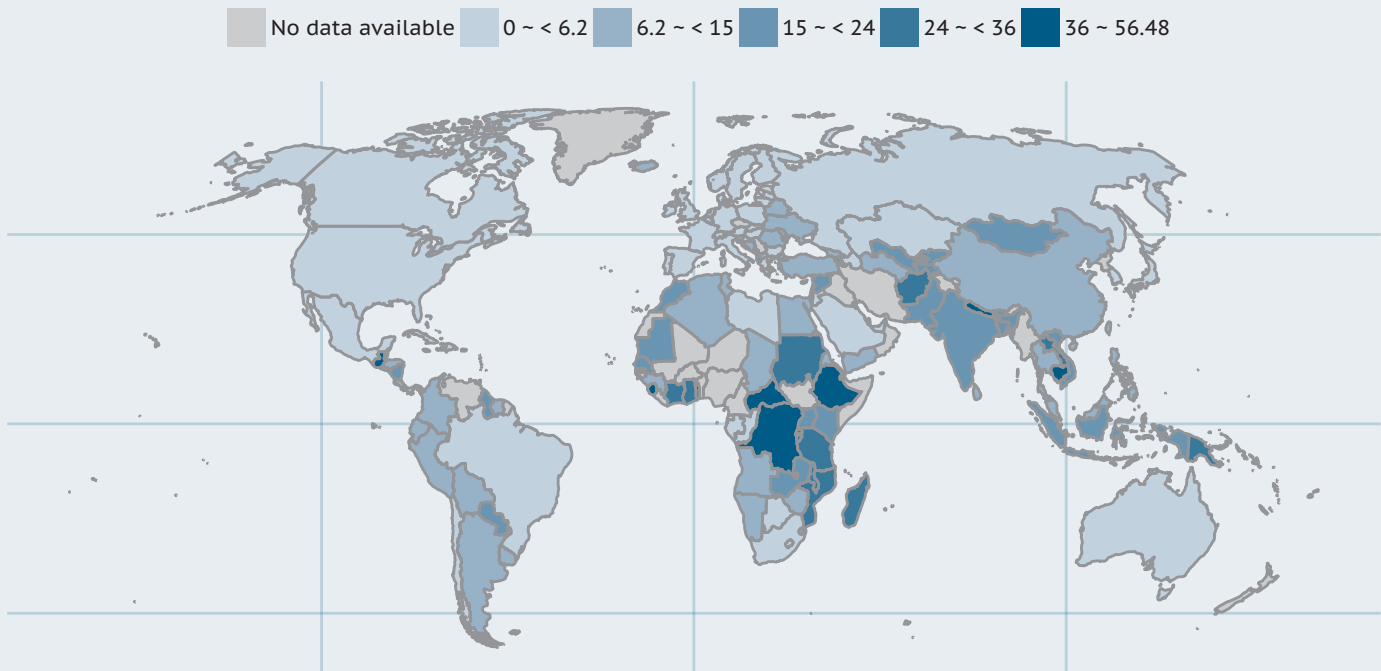 No data available 0 ~ < 6.2 6.2 ~ < 15 15 ~ < 24 24 ~ < 36 36 ~ 56.48